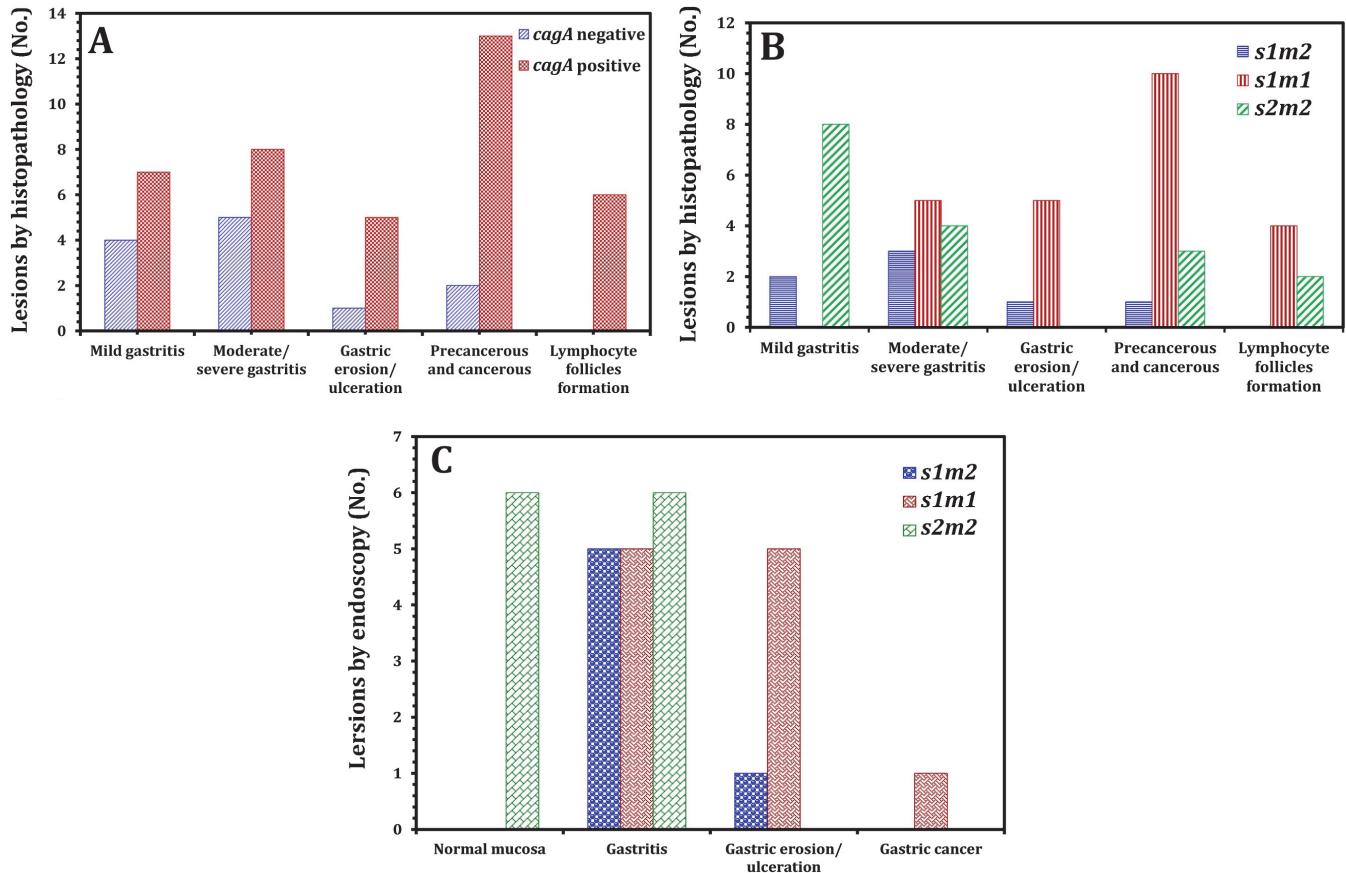 A
Lesions by histopathology (No.)
14
12
10
8
6
4
2
0
cagA negative
cagA positive
Mild gastritis
Moderate/
severe gastritis
Gastric
erosion/
ulceration
Precancerous
and cancerous
Lymphocyte
follicles
formation
B
Lesions by histopathology (No.)
12
10
8
6
4
2
0
s1m2
s1m1
s2m2
Mild gastritis
Moderate/
severe gastritis
Gastric
erosion/
ulceration
Precancerous
and cancerous
Lymphocyte
follicles
formation
C
Lersions by endoscopy (No.)
7
6
5
4
3
2
1
0
s1m2
s1m1
s2m2
Normal mucosa
Gastritis
Gastric erosion/
ulceration
Gastric cancer